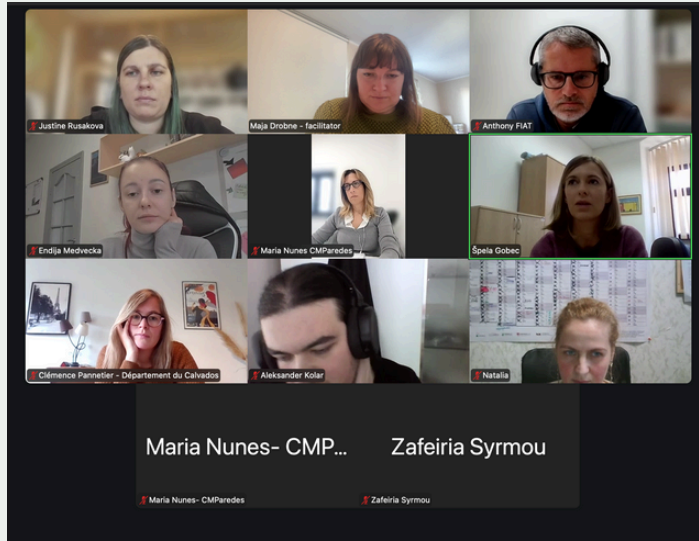 Justine Rusakova
Maja Drobne - facilitator
Anthony FIAT
Endija Medvecka
Maria Nunes CMParedes
Špela Gobec
Clémence Pannetier - Département du Calvados
Aleksander Kolar
Natalia
Maria Nunes- CMP...
Zafeiria Syrmou
Maria Nunes- CMParedes
Zafeiria Syrmou